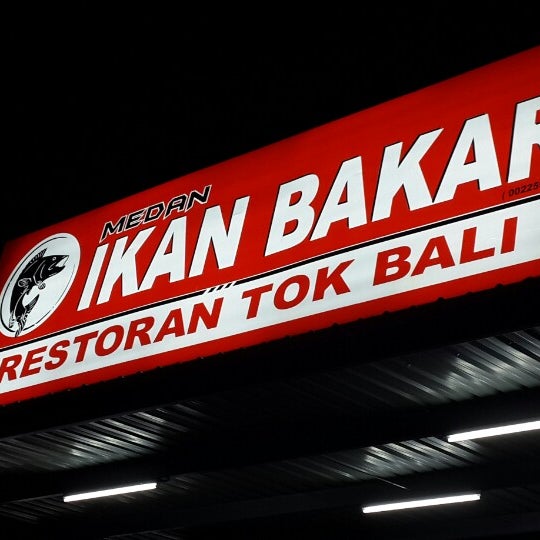 MEDAN
IKAN BAKAR
RESTORAN TOK BALI